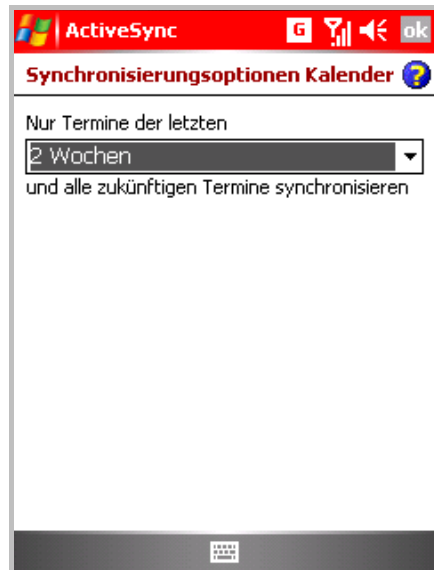 ActiveSync G ok
Synchronisierungsoptionen Kalender ?
Nur Termine der letzten
2 Wochen
und alle zukünftigen Termine synchronisieren